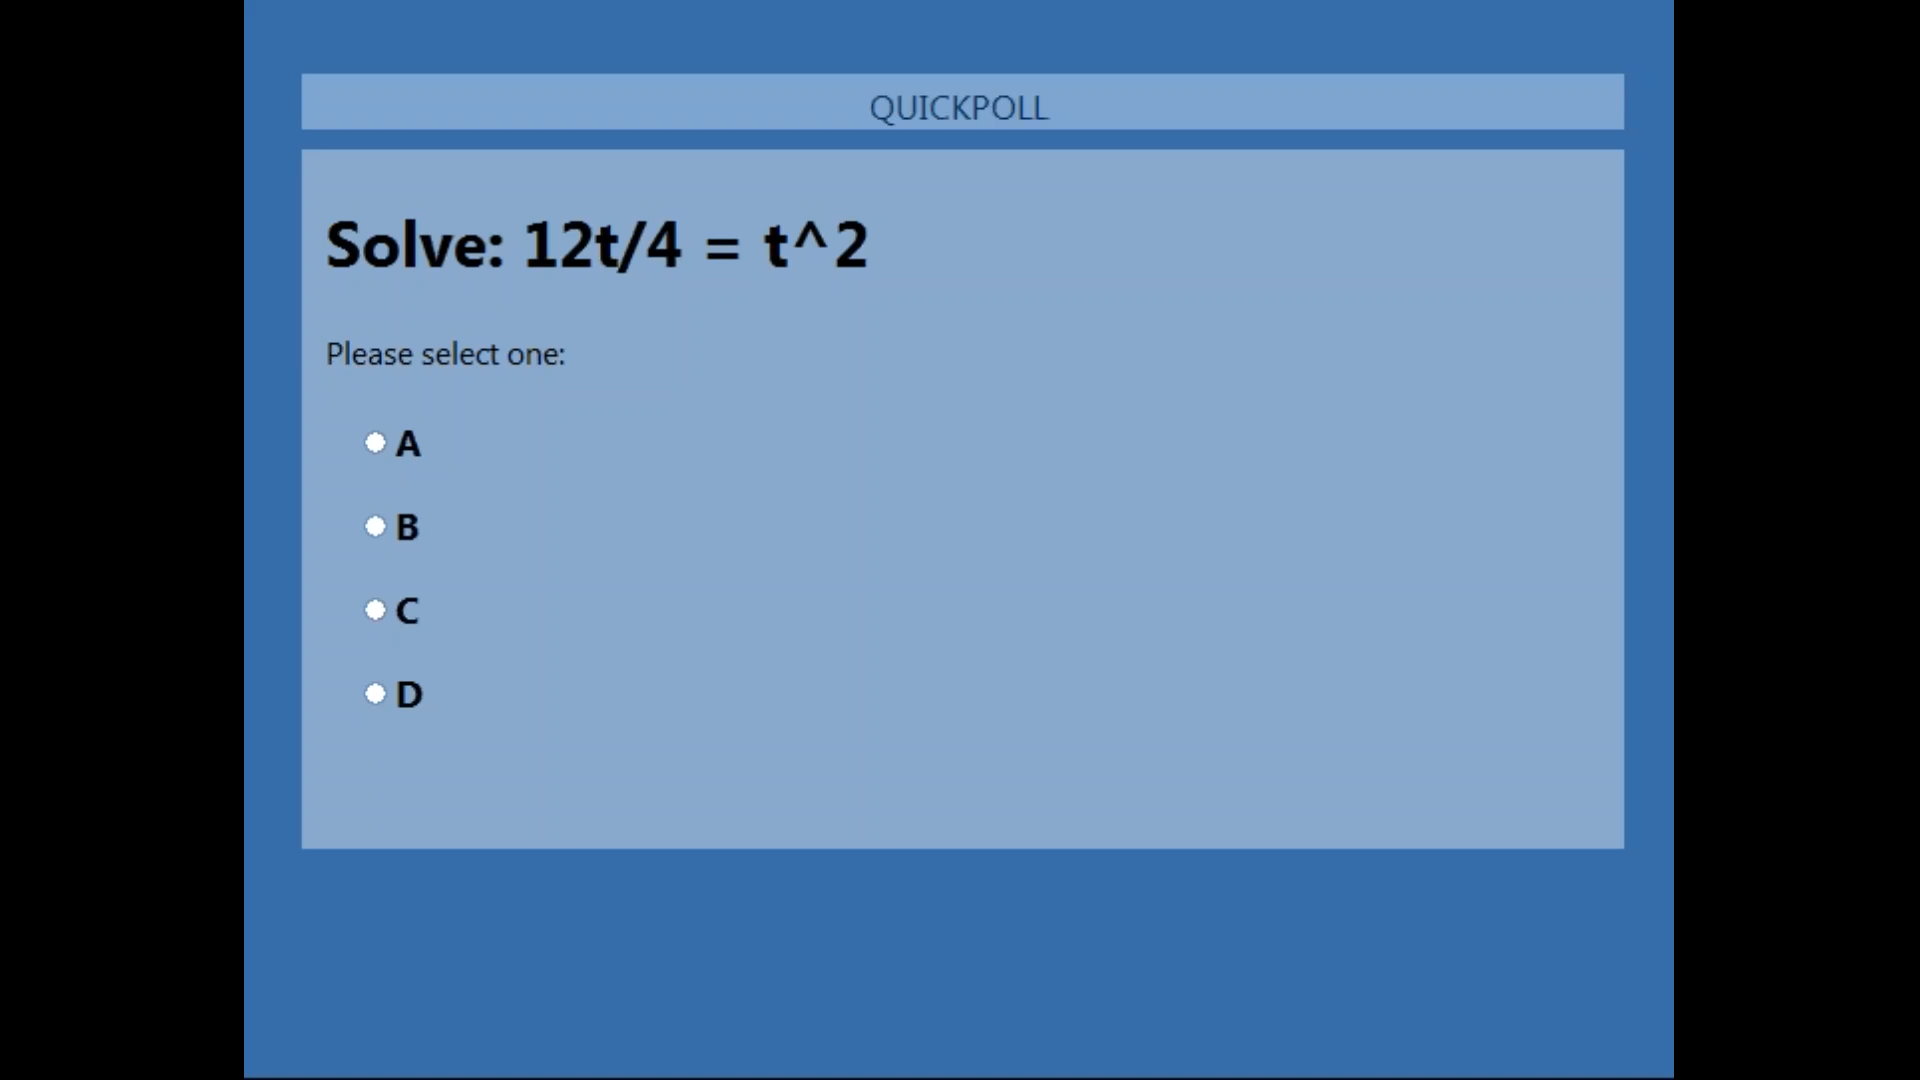 QUICKPOLL
Solve: 12t/4 = t^2
Please select one:
A
B
C
D